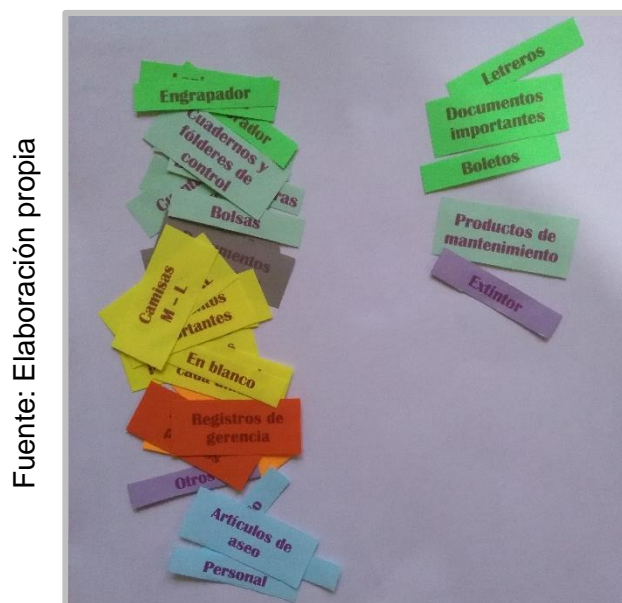 Fuente: Elaboración propia
Engrapador
Cuadernos y
fólderes de
control
Bolsas
Camisas
M – L
En blanco
Registros de
gerencia
Otros
Artículos de
aseo
Personal
Letreros
Documentos
importantes
Boletos
Productos de
mantenimiento
Extintor